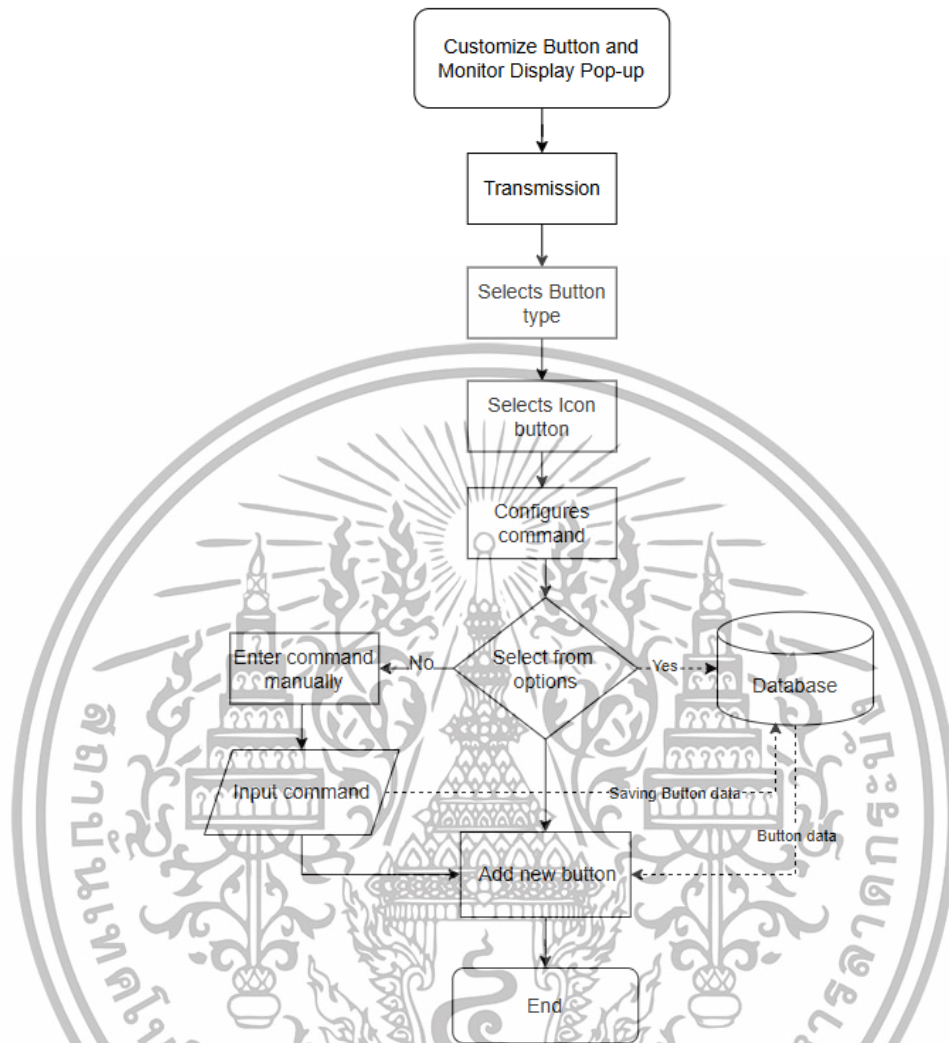 Customize Button and
Monitor Display Pop-up
Transmission
Selects Button
type
Selects Icon
button
Configures
command
Select from
options
No
Yes
Enter command
manually
Database
Input command
Saving Button data
Button data
Add new button
End